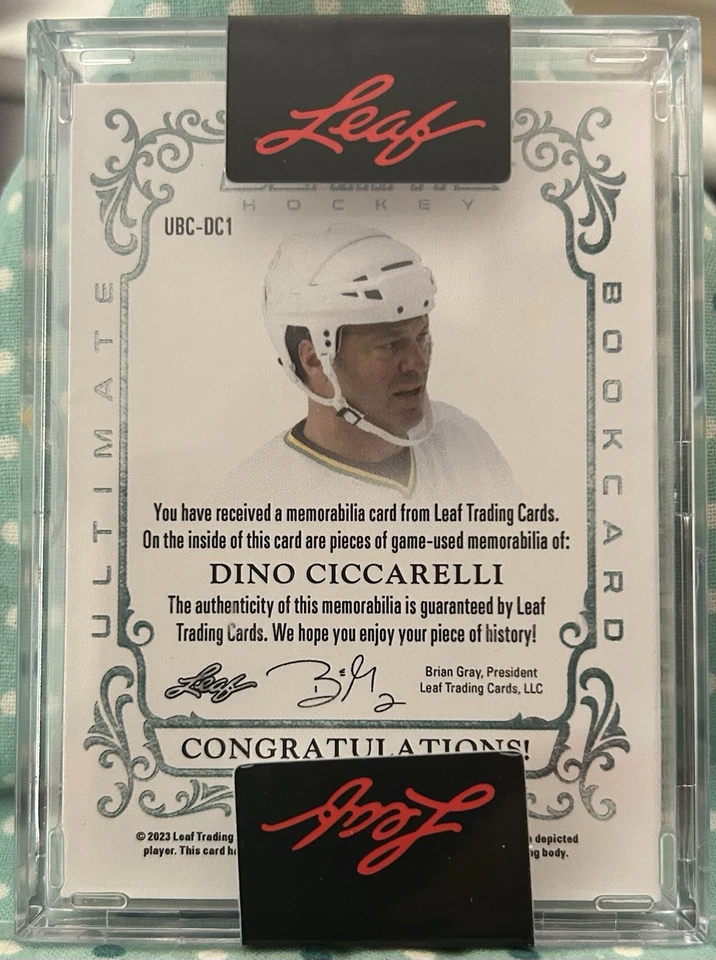 Leaf
HOCKEY
UBC-DC1
ULTIMATE
BOOKCARD
You have received a memorabilia card from Leaf Trading Cards.
On the inside of this card are pieces of game-used memorabilia of:
DINO CICCARELLI
The authenticity of this memorabilia is guaranteed by Leaf
Trading Cards. We hope you enjoy your piece of history!
Leaf
Brian Gray, President
Leaf Trading Cards, LLC
CONGRATULATIONS!
Leaf
© 2023 Leaf Trading depicted
player. This card body.